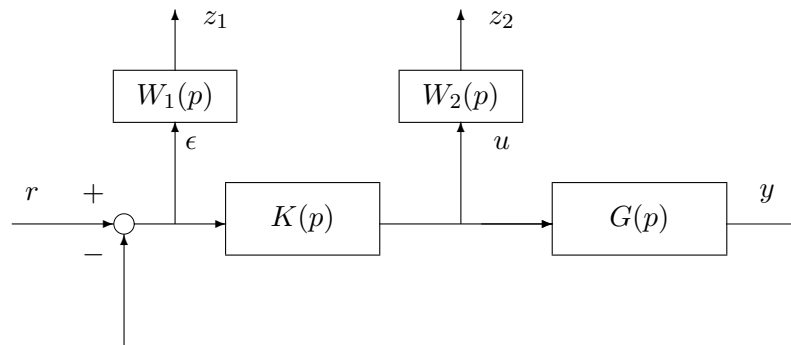 z₁ z₂
W₁(p) W₂(p)
ϵ u
r + K(p) G(p) y
−